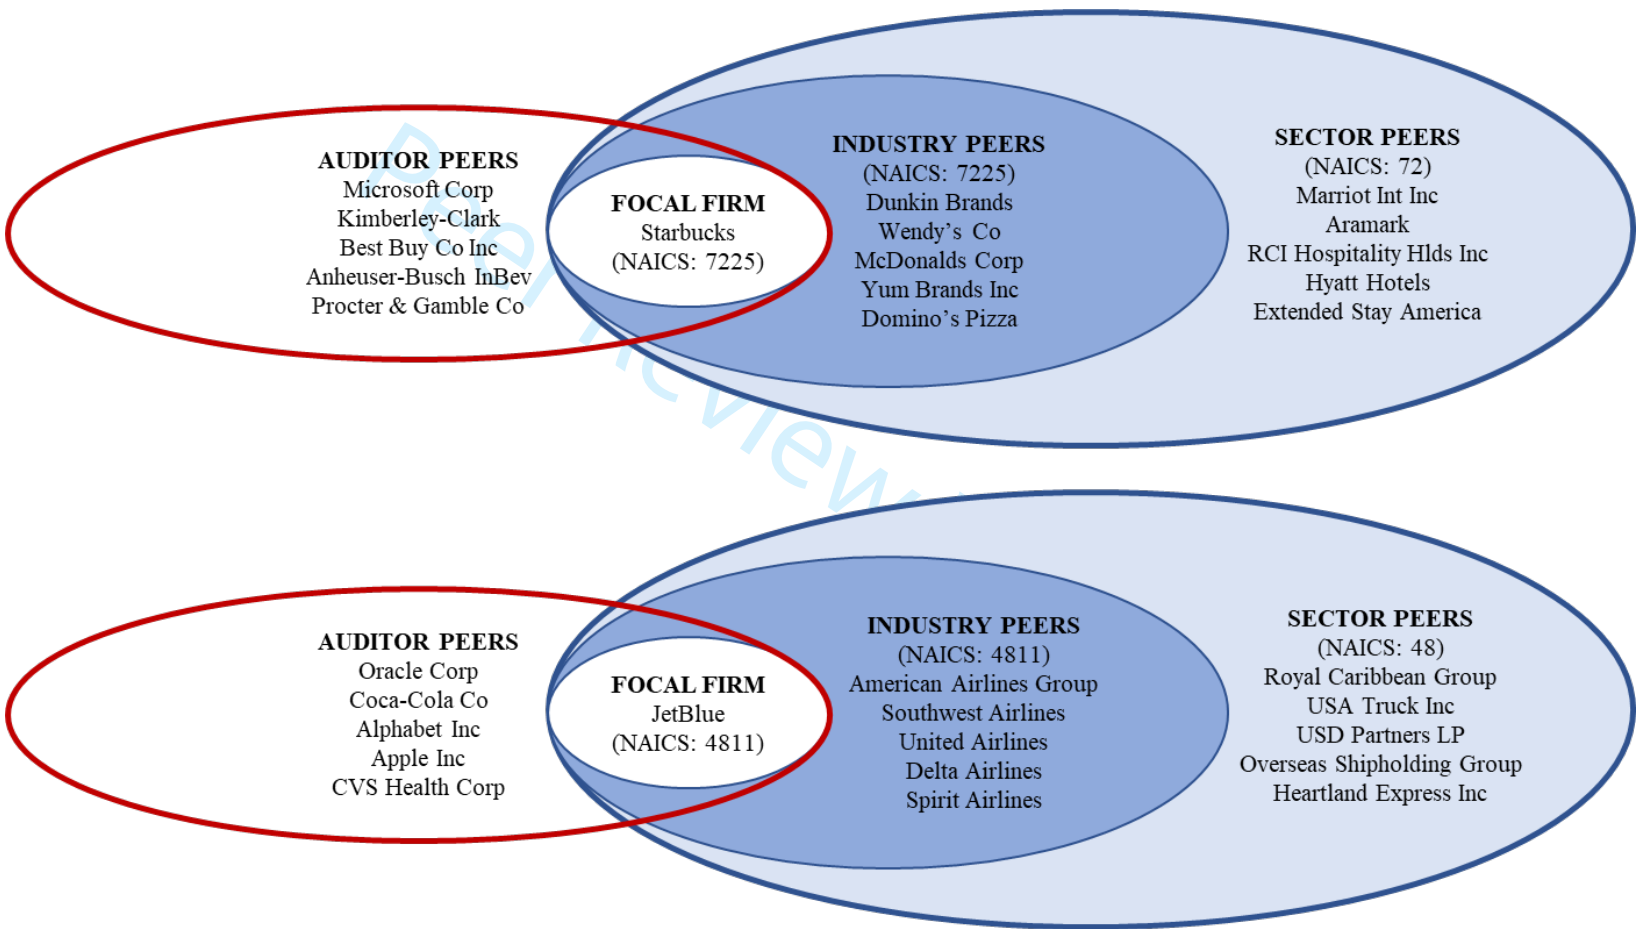 AUDITOR PEERS
Microsoft Corp
Kimberley-Clark
Best Buy Co Inc
Anheuser-Busch InBev
Procter & Gamble Co
FOCAL FIRM
Starbucks
(NAICS: 7225)
INDUSTRY PEERS
(NAICS: 7225)
Dunkin Brands
Wendy’s Co
McDonalds Corp
Yum Brands Inc
Domino’s Pizza
SECTOR PEERS
(NAICS: 72)
Marriot Int Inc
Aramark
RCI Hospitality Hlds Inc
Hyatt Hotels
Extended Stay America
Peer Review
AUDITOR PEERS
Oracle Corp
Coca-Cola Co
Alphabet Inc
Apple Inc
CVS Health Corp
FOCAL FIRM
JetBlue
(NAICS: 4811)
INDUSTRY PEERS
(NAICS: 4811)
American Airlines Group
Southwest Airlines
United Airlines
Delta Airlines
Spirit Airlines
SECTOR PEERS
(NAICS: 48)
Royal Caribbean Group
USA Truck Inc
USD Partners LP
Overseas Shipholding Group
Heartland Express Inc